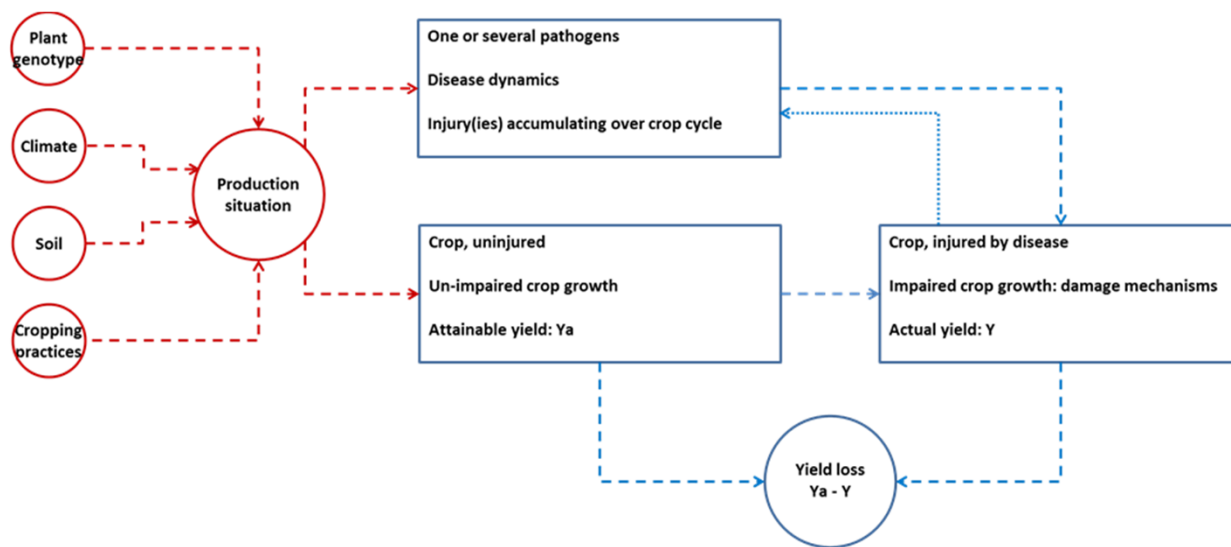 Plant
genotype
Climate
Soil
Cropping
practices
Production
situation
One or several pathogens
Disease dynamics
Injury(ies) accumulating over crop cycle
Crop, uninjured
Un-impaired crop growth
Attainable yield: Ya
Crop, injured by disease
Impaired crop growth: damage mechanisms
Actual yield: Y
Yield loss
Ya - Y